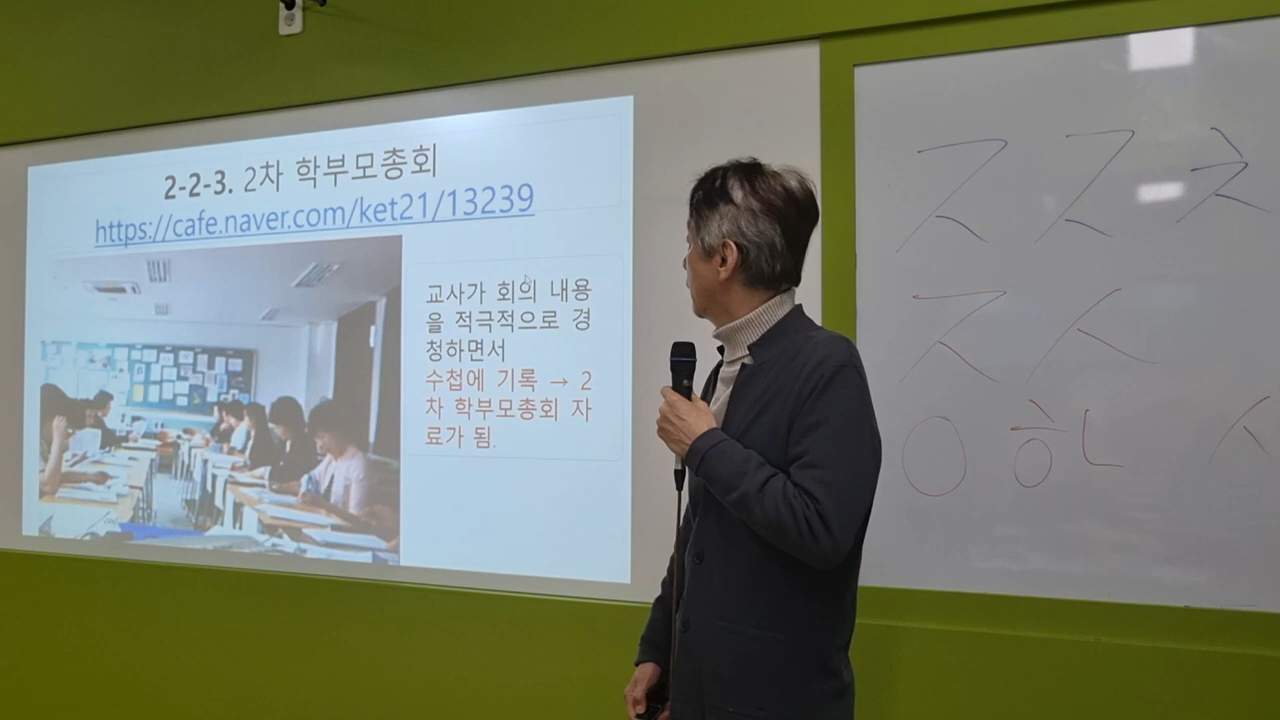 2-2-3. 2차 학부모총회
https://cafe.naver.com/ket21/13239
교사가 회의 내용
을 적극적으로 경
청하면서
수첩에 기록 → 2
차 학부모총회 자
료가 됨.
ㅈ ㅈ ㅊ
ㅈ ㅅ
ㅇ ㅎ ㄴ ㅅ